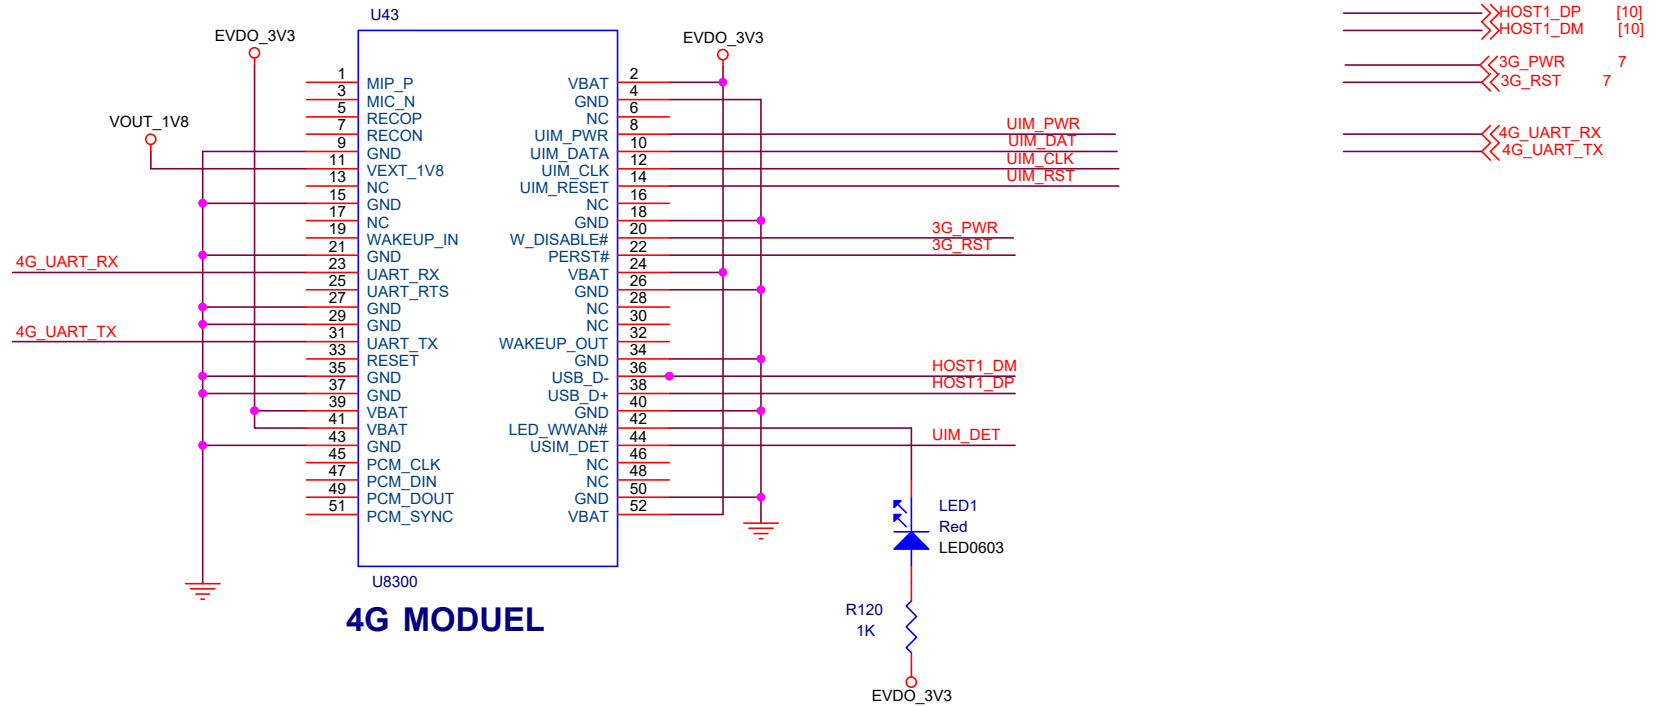 U43
EVDO_3V3
EVDO_3V3
VOUT_1V8
1 MIP_P
3 MIC_N
5 RECOP
7 RECON
9 GND
11 VEXT_1V8
13 NC
15 GND
17 NC
19 WAKEUP_IN
21 GND
23 UART_RX
25 UART_RTS
27 GND
29 GND
31 UART_TX
33 RESET
35 GND
37 GND
39 VBAT
41 VBAT
43 GND
45 PCM_CLK
47 PCM_DIN
49 PCM_DOUT
51 PCM_SYNC
4G_UART_RX
4G_UART_TX
VBAT 2
GND 4
NC 6
UIM_PWR 8
UIM_DATA 10
UIM_CLK 12
UIM_RESET 14
NC 16
GND 18
W_DISABLE# 20
PERST# 22
VBAT 24
GND 26
NC 28
NC 30
WAKEUP_OUT 32
GND 34
USB_D- 36
USB_D+ 38
GND 40
LED_WWAN# 42
USIM_DET 44
NC 46
NC 48
GND 50
VBAT 52
UIM_PWR
UIM_DAT
UIM_CLK
UIM_RST
3G_PWR
3G_RST
HOST1_DM
HOST1_DP
UIM_DET
LED1
Red
LED0603
R120
1K
EVDO_3V3
U8300
4G MODUEL
HOST1_DP [10]
HOST1_DM [10]
3G_PWR 7
3G_RST 7
4G_UART_RX
4G_UART_TX